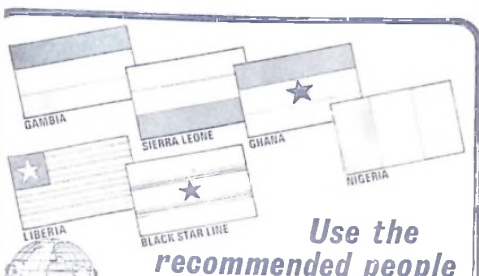 GAMBIA
SIERRA LEONE
GHANA
NIGERIA
LIBERIA
BLACK STAR LINE
Use the
recommended people